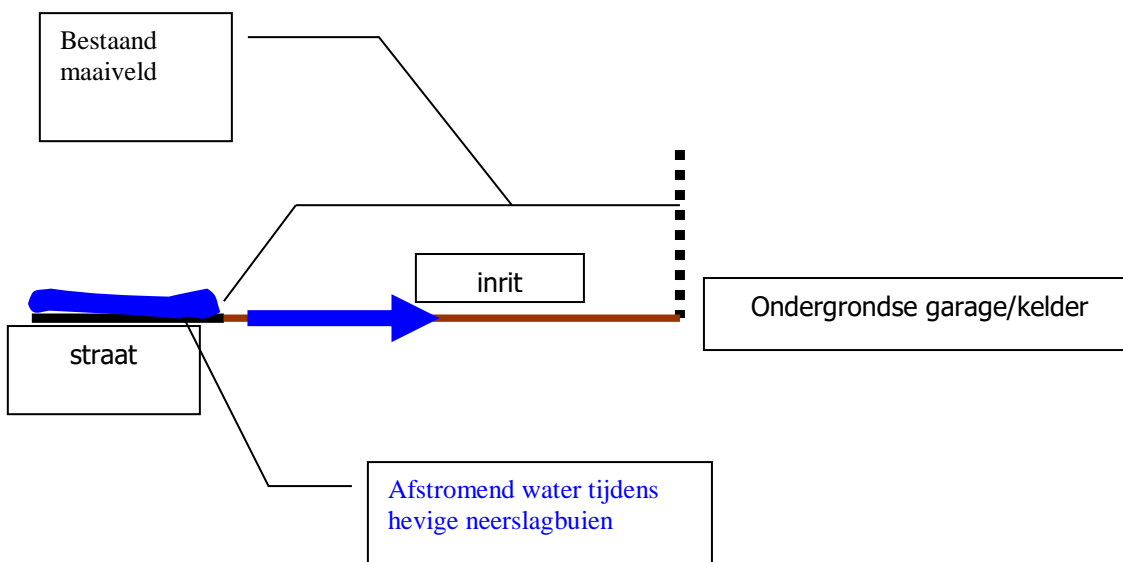 Bestaand
maaiveld
inrit
Ondergrondse garage/kelder
straat
Afstromend water tijdens
hevige neerslagbuien